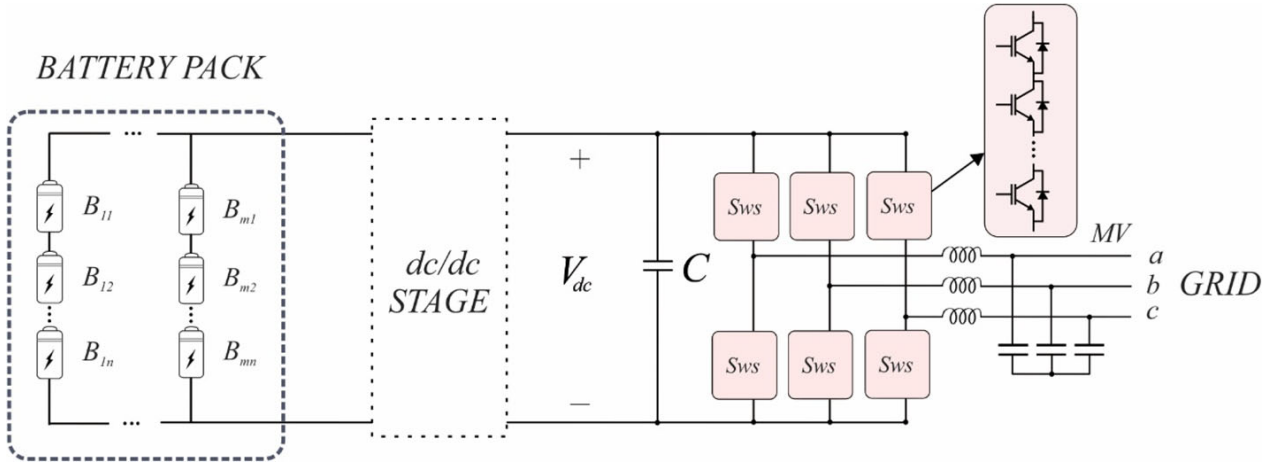 BATTERY PACK
...
B11
Bm1
B12
Bm2
B1n
Bmn
...
dc/dc
STAGE
+
Vdc
−
C
Sws Sws Sws
Sws Sws Sws
MV
a
b
c
GRID